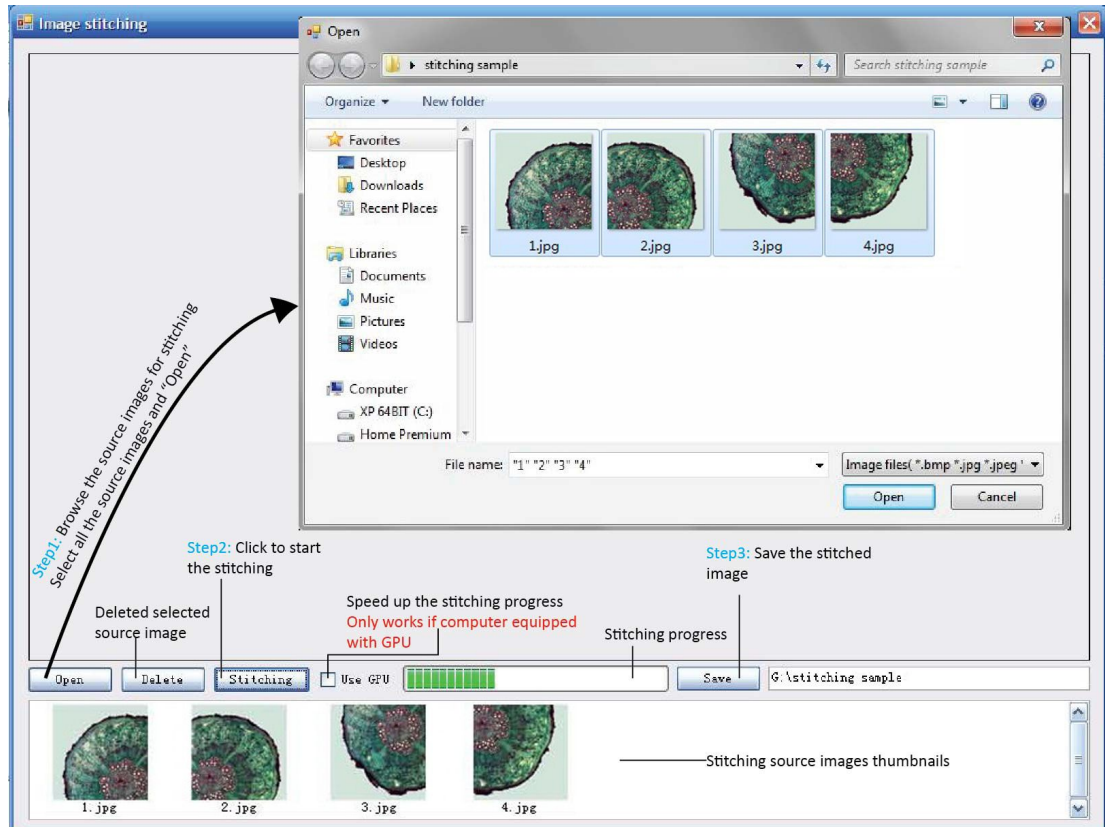 Image stitching
Open
stitching sample
Search stitching sample
Organize
New folder
Favorites
Desktop
Downloads
Recent Places
Libraries
Documents
Music
Pictures
Videos
Computer
XP 64BIT (C:)
Home Premium
1.jpg
2.jpg
3.jpg
4.jpg
File name:
"1" "2" "3" "4"
Image files( *.bmp *.jpg *.jpeg '
Open
Cancel
Step1: Browse the source images for stitching
Select all the source images and “Open”
Step2: Click to start
the stitching
Step3: Save the stitched
image
Deleted selected
source image
Speed up the stitching progress
Only works if computer equipped
with GPU
Stitching progress
Open
Delete
Stitching
Use GPU
Save
G:\stitching sample
Stitching source images thumbnails
1.jpg
2.jpg
3.jpg
4.jpg